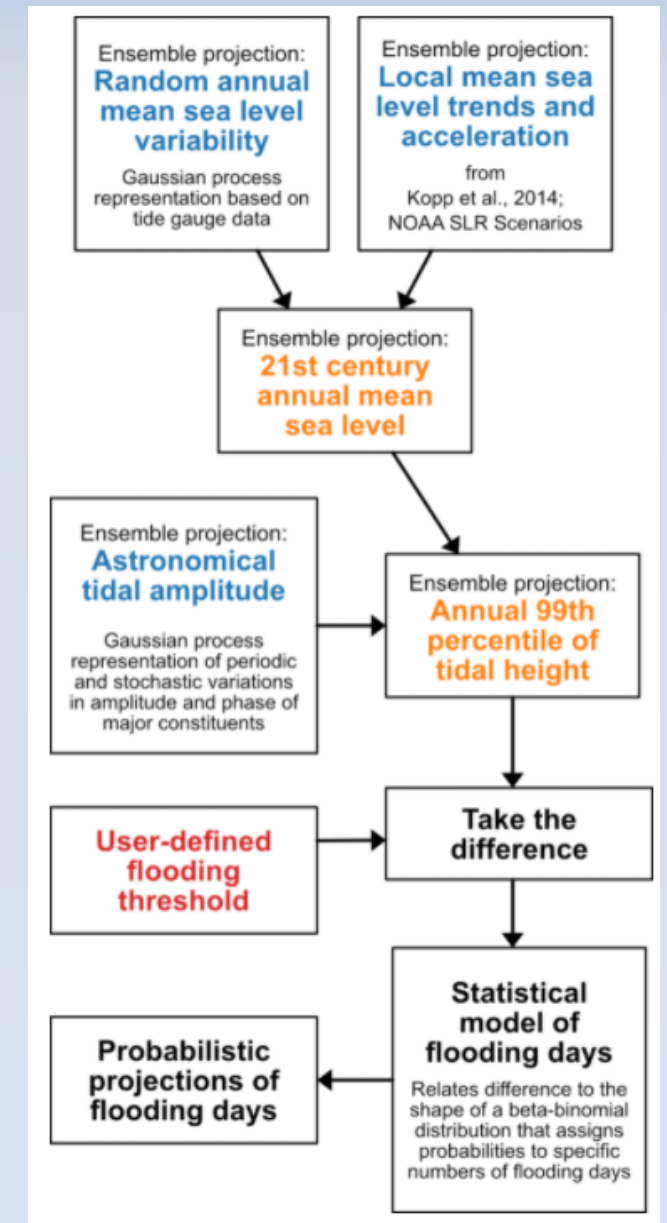 Ensemble projection:
Random annual
mean sea level
variability
Gaussian process
representation based on
tide gauge data
Ensemble projection:
Local mean sea
level trends and
acceleration
from
Kopp et al., 2014;
NOAA SLR Scenarios
Ensemble projection:
21st century
annual mean
sea level
Ensemble projection:
Astronomical
tidal amplitude
Gaussian process
representation of periodic
and stochastic variations
in amplitude and phase of
major constituents
Ensemble projection:
Annual 99th
percentile of
tidal height
User-defined
flooding
threshold
Take the
difference
Statistical
model of
flooding days
Relates difference to the
shape of a beta-binomial
distribution that assigns
probabilities to specific
numbers of flooding days
Probabilistic
projections of
flooding days